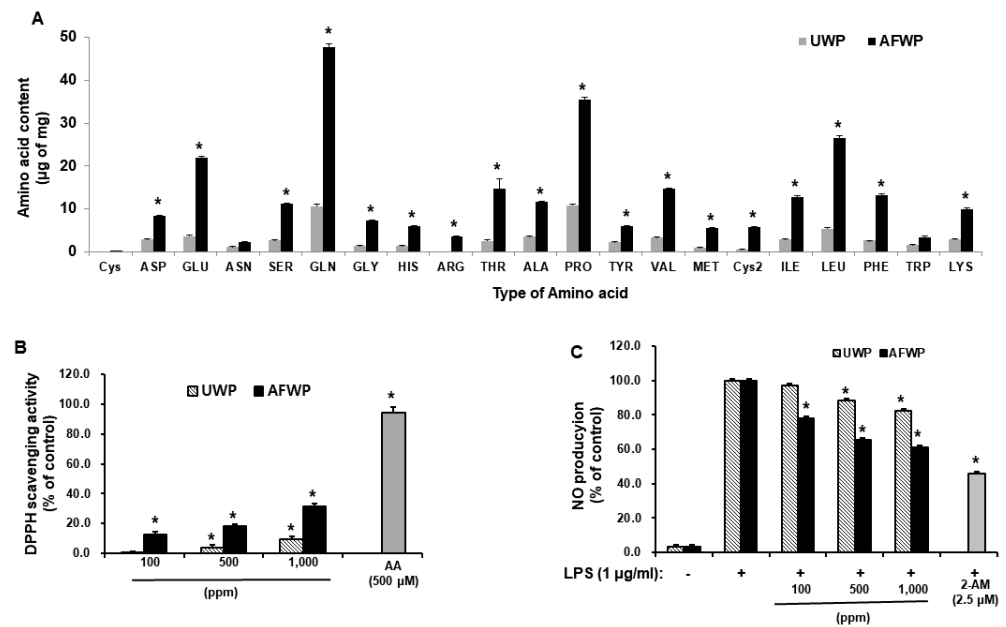 A
50
40
30
20
10
0
Amino acid content
(µg of mg)
UWP AFWP
* * * * * * * * * * * * * * * * * *
Cys ASP GLU ASN SER GLN GLY HIS ARG THR ALA PRO TYR VAL MET Cys2 ILE LEU PHE TRP LYS
Type of Amino acid
B
120.0
100.0
80.0
60.0
40.0
20.0
0.0
DPPH scavenging activity
(% of control)
UWP AFWP
* * * * * *
100 500 1,000 AA
(500 µM)
(ppm)
C
120.0
100.0
80.0
60.0
40.0
20.0
0.0
NO producyion
(% of control)
UWP AFWP
* * * * * *
LPS (1 µg/ml): - + + + + +
100 500 1,000 2-AM
(2.5 µM)
(ppm)